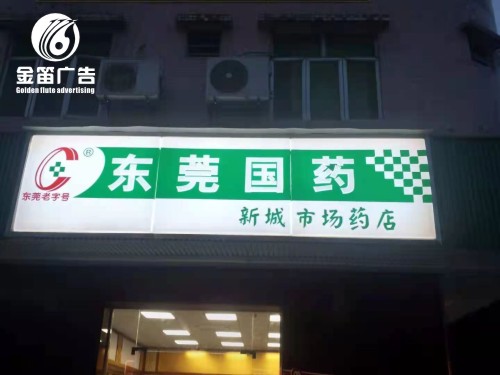 金笛广告
Golden flute advertising
东莞国药
®
东莞老字号
新城市场药店